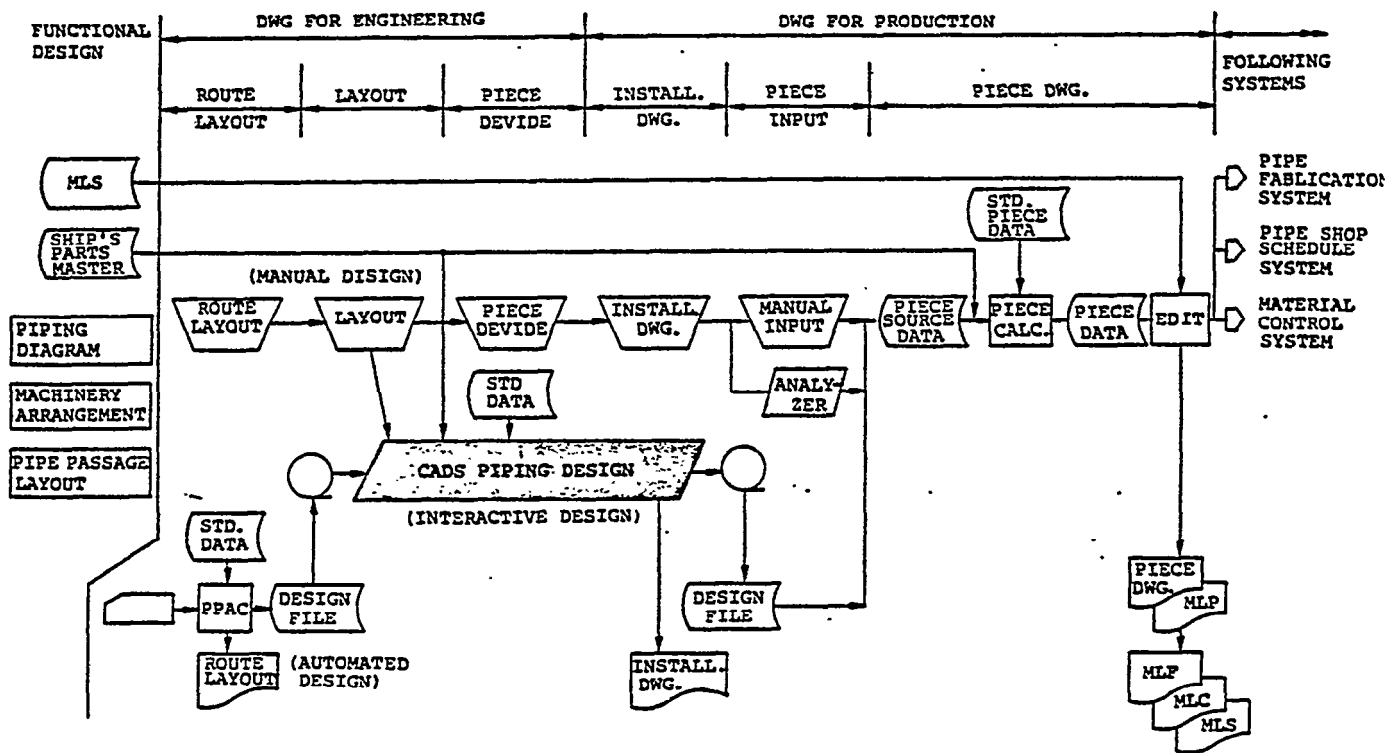 FUNCTIONAL
DESIGN
DWG FOR ENGINEERING
DWG FOR PRODUCTION
FOLLOWING
SYSTEMS
ROUTE
LAYOUT
LAYOUT
PIECE
DEVIDE
INSTALL.
DWG.
PIECE
INPUT
PIECE DWG.
MLS
SHIP'S
PARTS
MASTER
STD.
PIECE
DATA
PIPE
FABLICATION
SYSTEM
PIPE SHOP
SCHEDULE
SYSTEM
MATERIAL
CONTROL
SYSTEM
(MANUAL DISIGN)
ROUTE
LAYOUT
LAYOUT
PIECE
DEVIDE
INSTALL.
DWG.
MANUAL
INPUT
PIECE
SOURCE
DATA
PIECE
CALC.
PIECE
DATA
EDIT
PIPING
DIAGRAM
MACHINERY
ARRANGEMENT
PIPE PASSAGE
LAYOUT
STD
DATA
ANALY-
ZER
CADS PIPING DESIGN
(INTERACTIVE DESIGN)
STD.
DATA
PPAC
DESIGN
FILE
ROUTE
LAYOUT
(AUTOMATED
DESIGN)
DESIGN
FILE
INSTALL.
DWG.
PIECE
DWG.
MLP
MLF
MLC
MLS